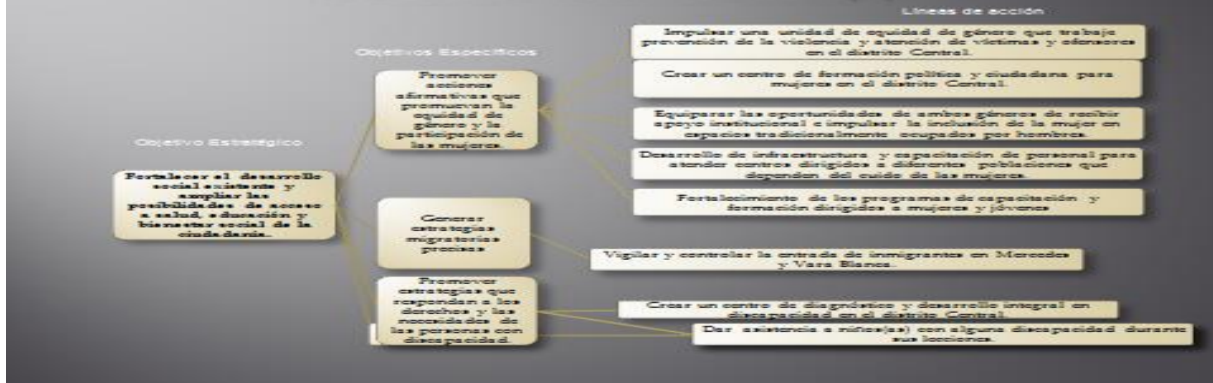 Líneas de acción
Objetivos Específicos
Objetivo Estratégico
Fortalecer el desarrollo
social existente y
ampliar las
posibilidades de acceso
a salud, educación y
bienestar social de la
ciudadanía.
Promover
acciones
afirmativas que
promuevan la
equidad de
género y la
participación de
las mujeres.
Impulsar una unidad de equidad de género que trabaje
prevención de la violencia y atención de víctimas y ofensores
en el distrito Central.
Crear un centro de formación política y ciudadana para
mujeres en el distrito Central.
Equiparar las oportunidades de ambos géneros de recibir
apoyo institucional e impulsar la inclusión de la mujer en
espacios tradicionalmente ocupados por hombres.
Desarrollo de infraestructura y capacitación de personal para
atender centros dirigidos a diferentes poblaciones que
dependen del cuido de las mujeres.
Fortalecimiento de los programas de capacitación y
formación dirigidos a mujeres y jóvenes
Generar
estrategias
migratorias
precisas
Vigilar y controlar la entrada de inmigrantes en Mercedes
y Vara Blanca.
Promover
estrategias que
respondan a los
derechos y las
necesidades de
las personas con
discapacidad.
Crear un centro de diagnóstico y desarrollo integral en
discapacidad en el distrito Central.
Dar asistencia a niños(as) con alguna discapacidad durante
sus lecciones.